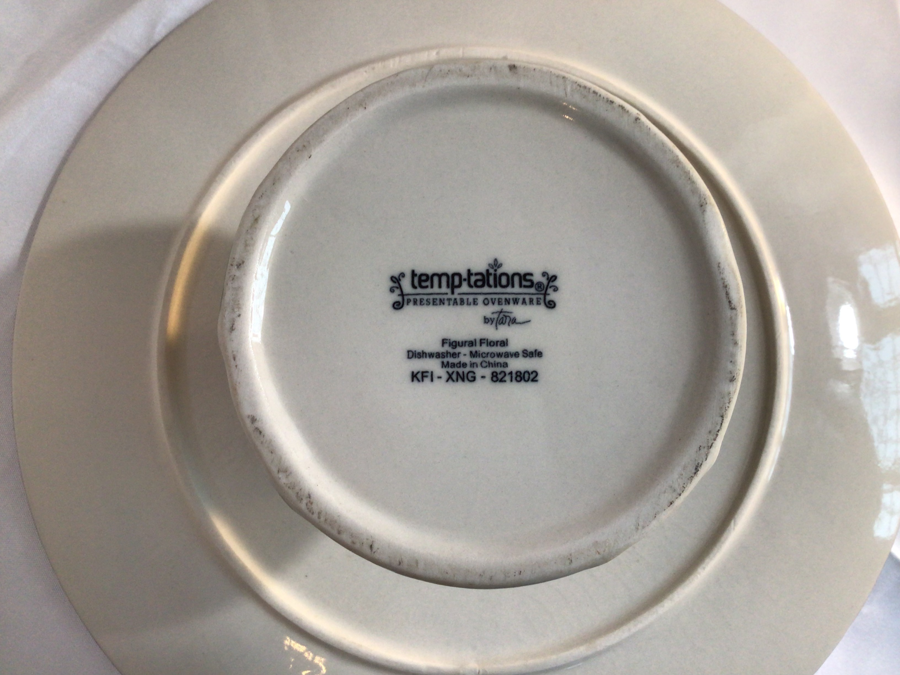 temp-tations®
PRESENTABLE OVENWARE
by Tara
Figural Floral
Dishwasher - Microwave Safe
Made in China
KFI - XNG - 821802